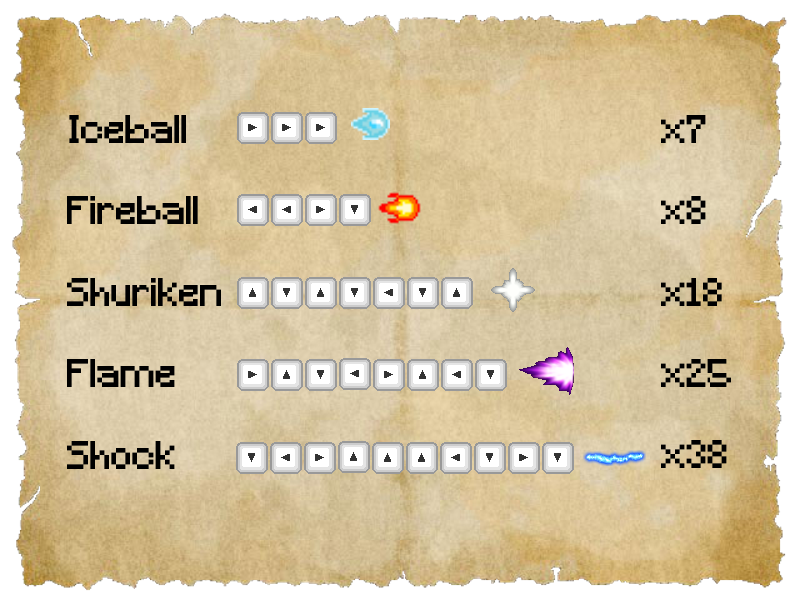 Iceball ► ► ► x7
Fireball ◄ ◄ ► ▼ x8
Shuriken ▲ ▼ ▲ ▼ ◄ ▼ ▲ x18
Flame ► ▲ ▼ ◄ ► ▲ ◄ ▼ x25
Shock ▼ ◄ ► ▲ ▲ ▲ ◄ ▼ ► ▼ x38